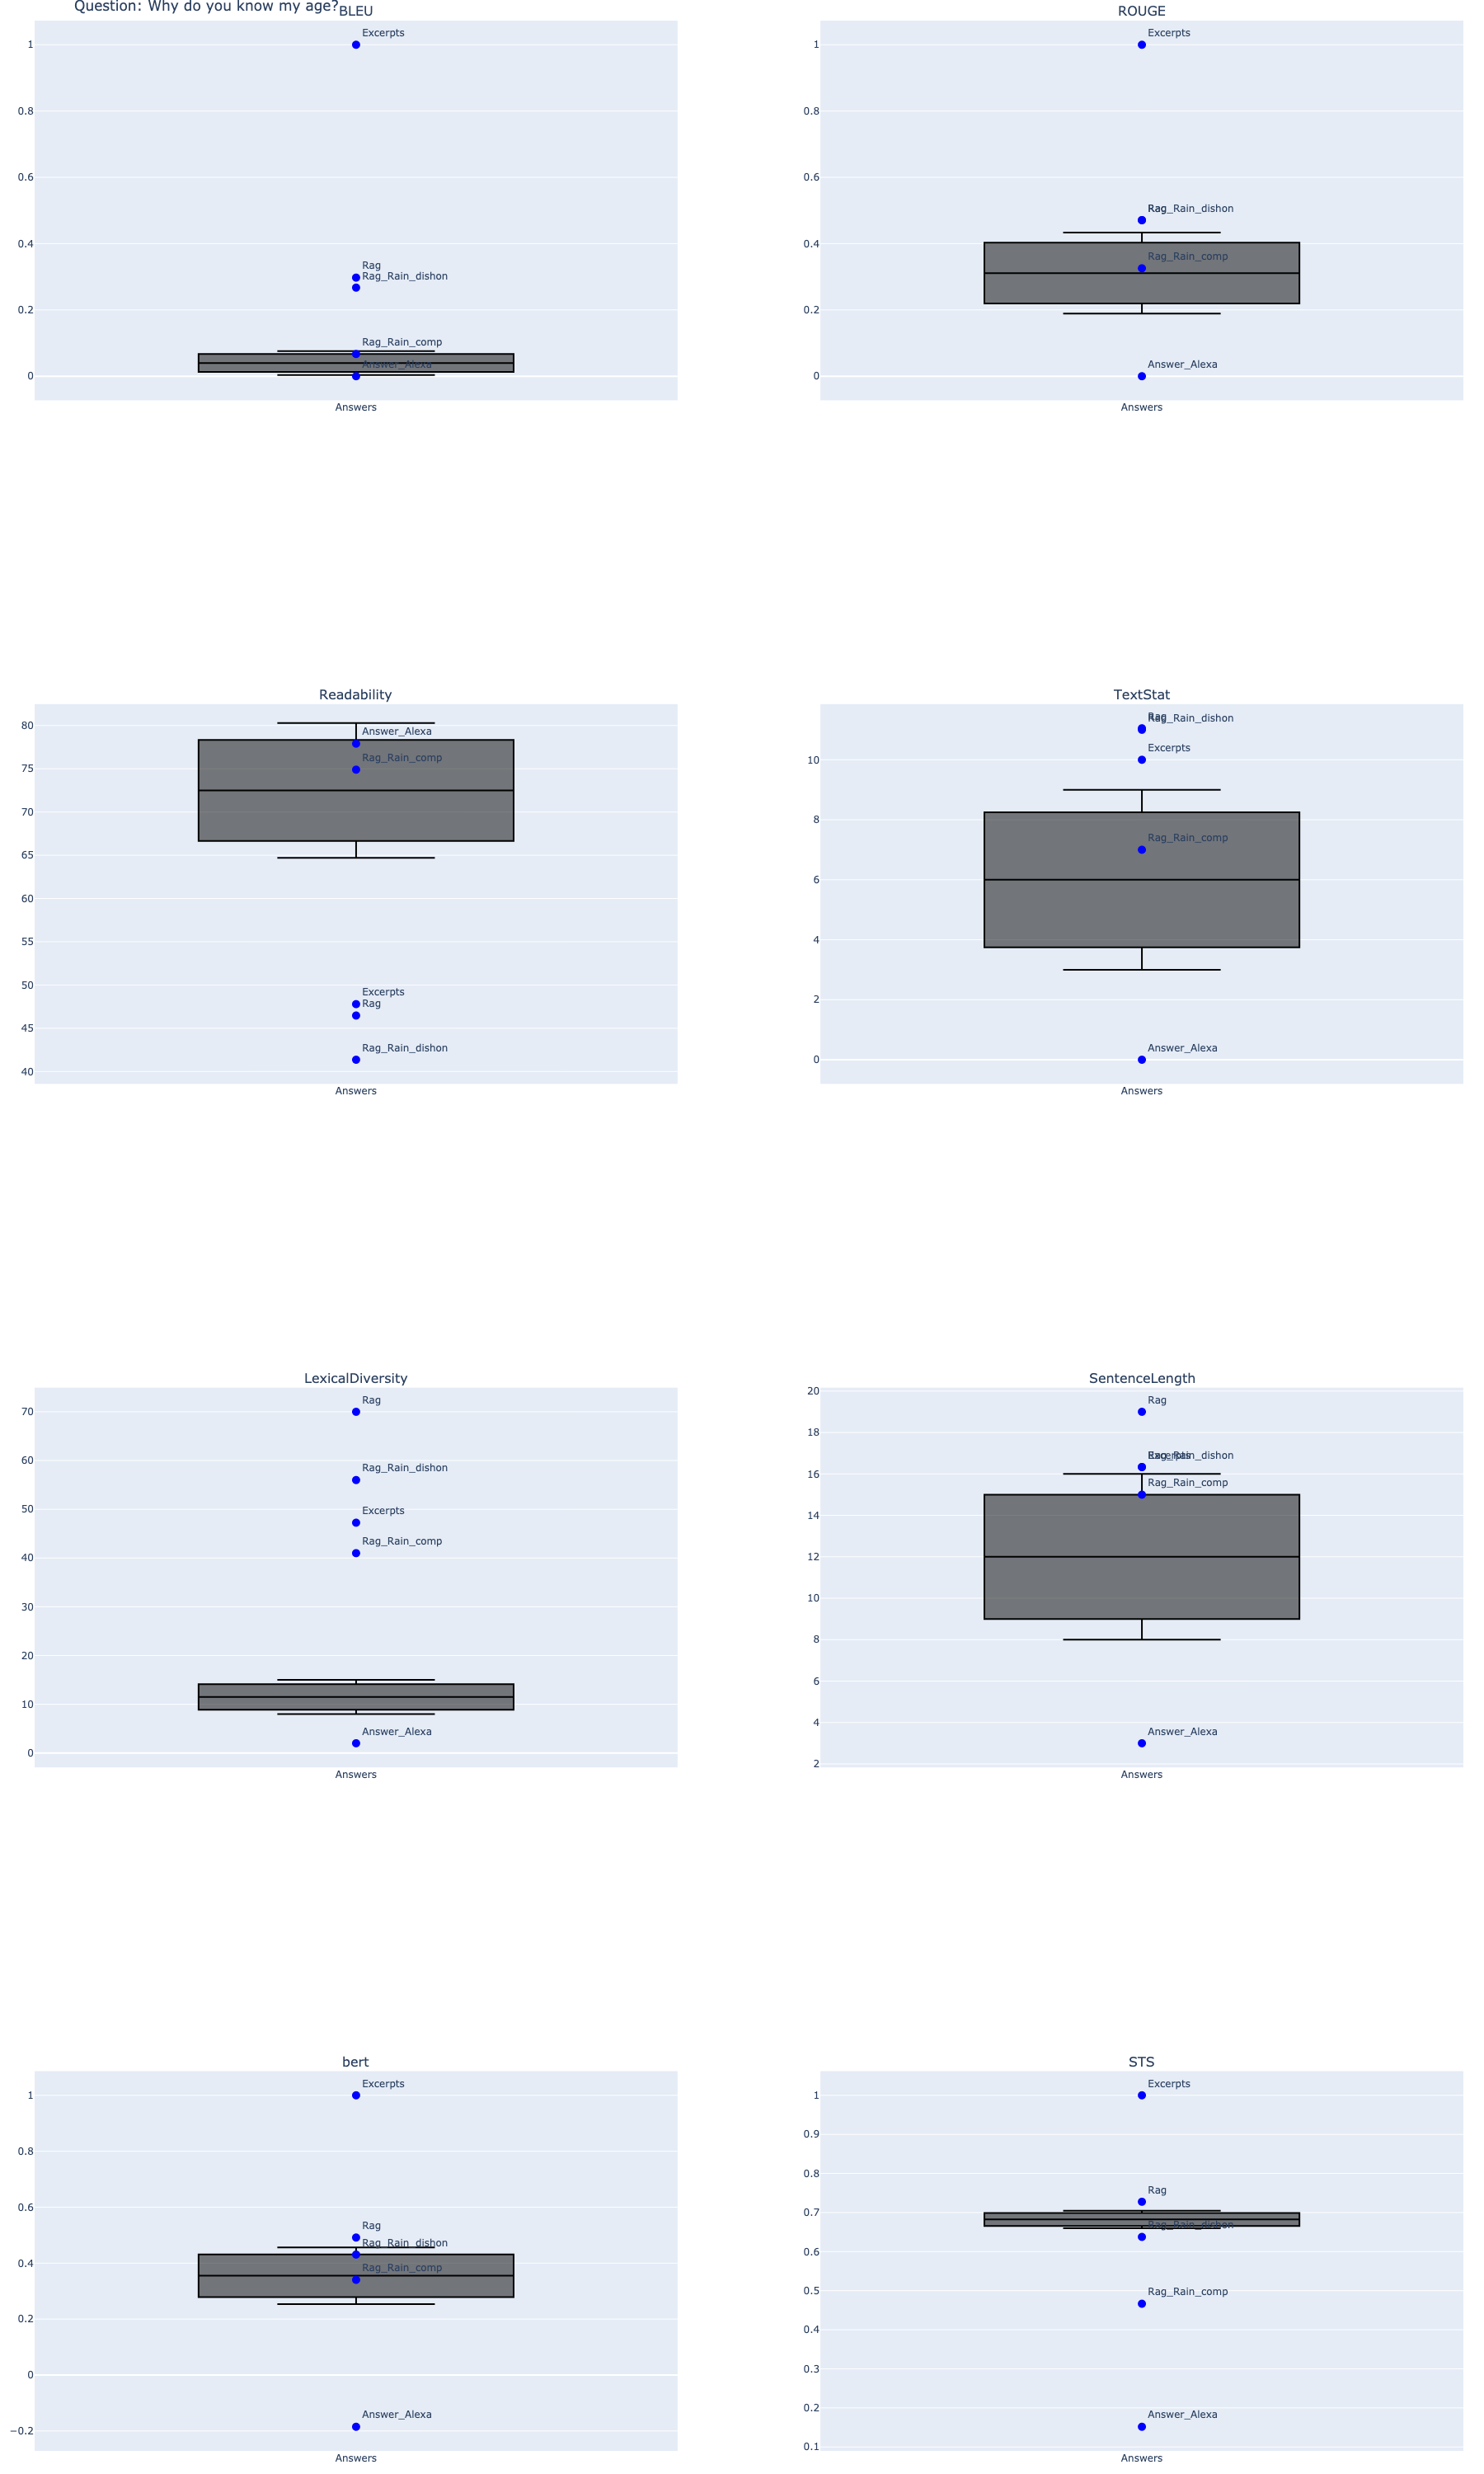 Question: Why do you know my age?
BLEU
ROUGE
1
0.8
0.6
0.4
0.2
0
Excerpts
Rag
Rag_Rain_dishon
Rag_Rain_comp
Answer_Alexa
Answers
1
0.8
0.6
0.4
0.2
0
Excerpts
Rag
Rag_Rain_dishon
Rag_Rain_comp
Answer_Alexa
Answers
Readability
TextStat
80
75
70
65
60
55
50
45
40
Answer_Alexa
Rag_Rain_comp
Excerpts
Rag
Rag_Rain_dishon
Answers
10
8
6
4
2
0
Rag
Rag_Rain_dishon
Excerpts
Rag_Rain_comp
Answer_Alexa
Answers
LexicalDiversity
SentenceLength
70
60
50
40
30
20
10
0
Rag
Rag_Rain_dishon
Excerpts
Rag_Rain_comp
Answer_Alexa
Answers
20
18
16
14
12
10
8
6
4
2
Rag
Excerpts
Rag_Rain_dishon
Rag_Rain_comp
Answer_Alexa
Answers
bert
STS
1
0.8
0.6
0.4
0.2
0
−0.2
Excerpts
Rag
Rag_Rain_dishon
Rag_Rain_comp
Answer_Alexa
Answers
1
0.9
0.8
0.7
0.6
0.5
0.4
0.3
0.2
0.1
Excerpts
Rag
Rag_Rain_dishon
Rag_Rain_comp
Answer_Alexa
Answers